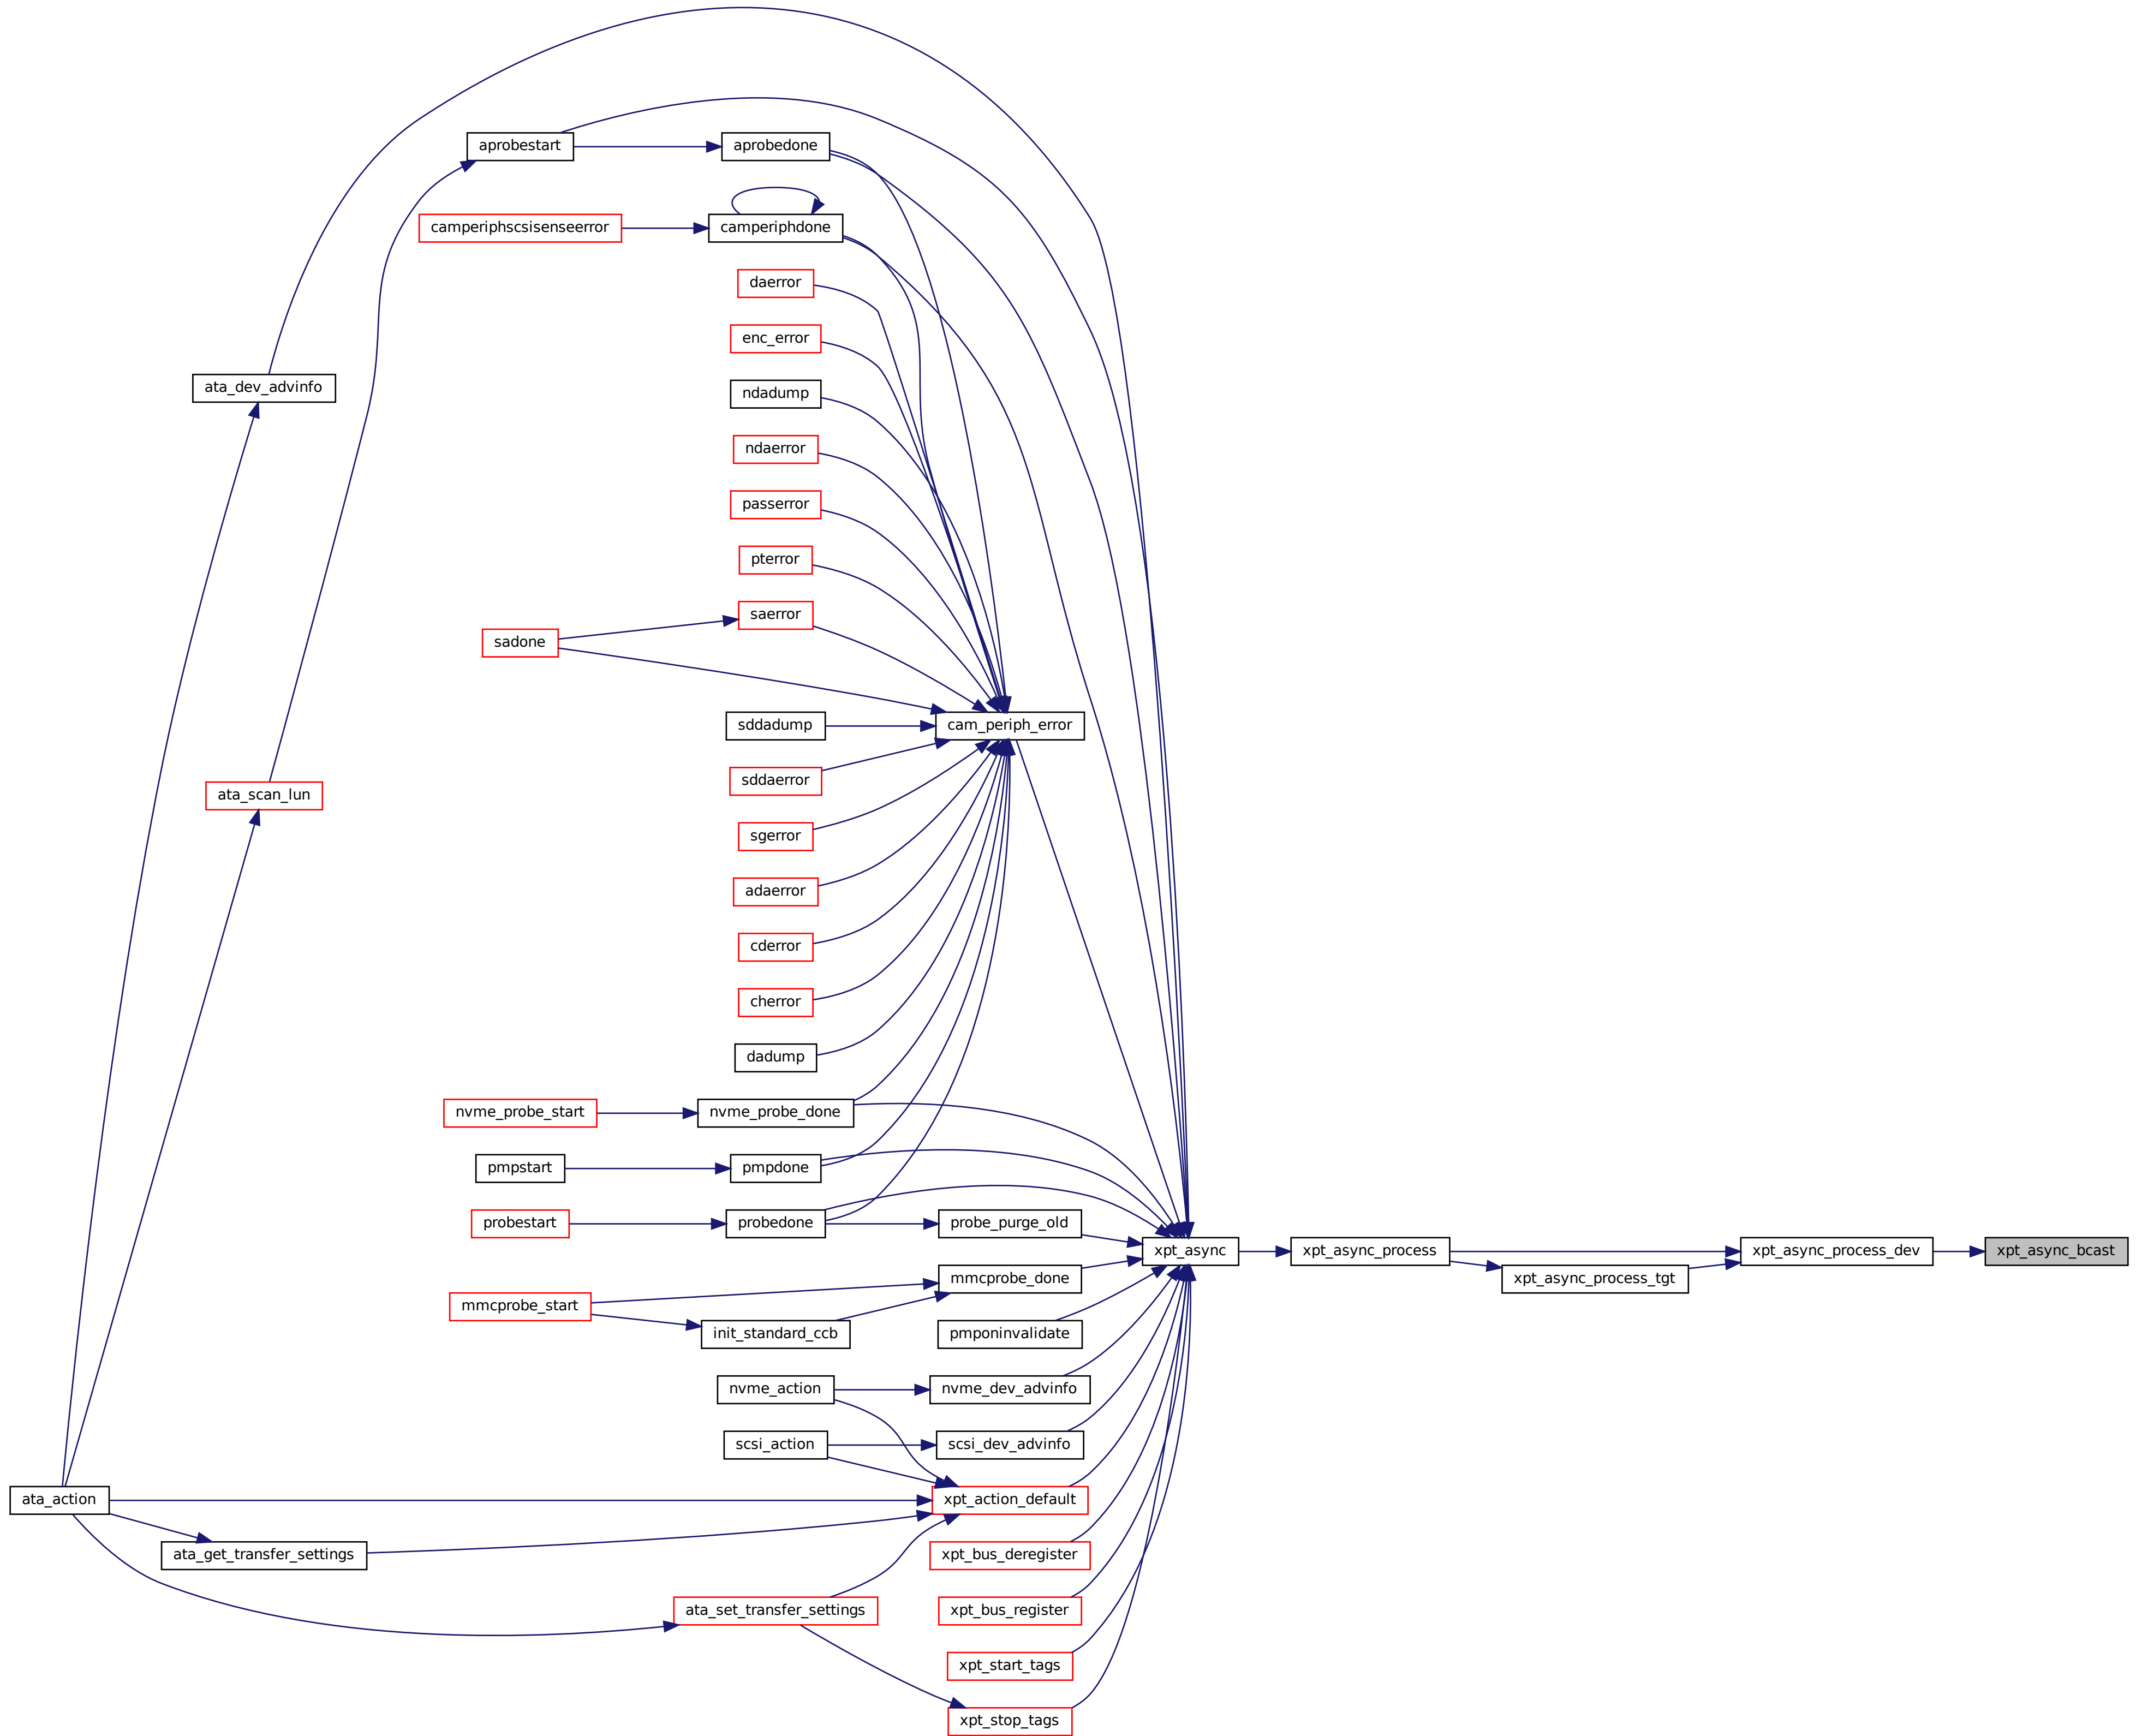 aprobestart
aprobedone
camperiphscsisenseerror
camperiphdone
daerror
enc_error
ata_dev_advinfo
ndadump
ndaerror
passerror
pterror
saerror
sadone
sddadump
cam_periph_error
sddaerror
ata_scan_lun
sgerror
adaerror
cderror
cherror
dadump
nvme_probe_start
nvme_probe_done
pmpstart
pmpdone
probestart
probedone
probe_purge_old
xpt_async
xpt_async_process
xpt_async_process_dev
xpt_async_bcast
mmcprobe_done
xpt_async_process_tgt
mmcprobe_start
init_standard_ccb
pmponinvalidate
nvme_action
nvme_dev_advinfo
scsi_action
scsi_dev_advinfo
ata_action
xpt_action_default
ata_get_transfer_settings
xpt_bus_deregister
ata_set_transfer_settings
xpt_bus_register
xpt_start_tags
xpt_stop_tags